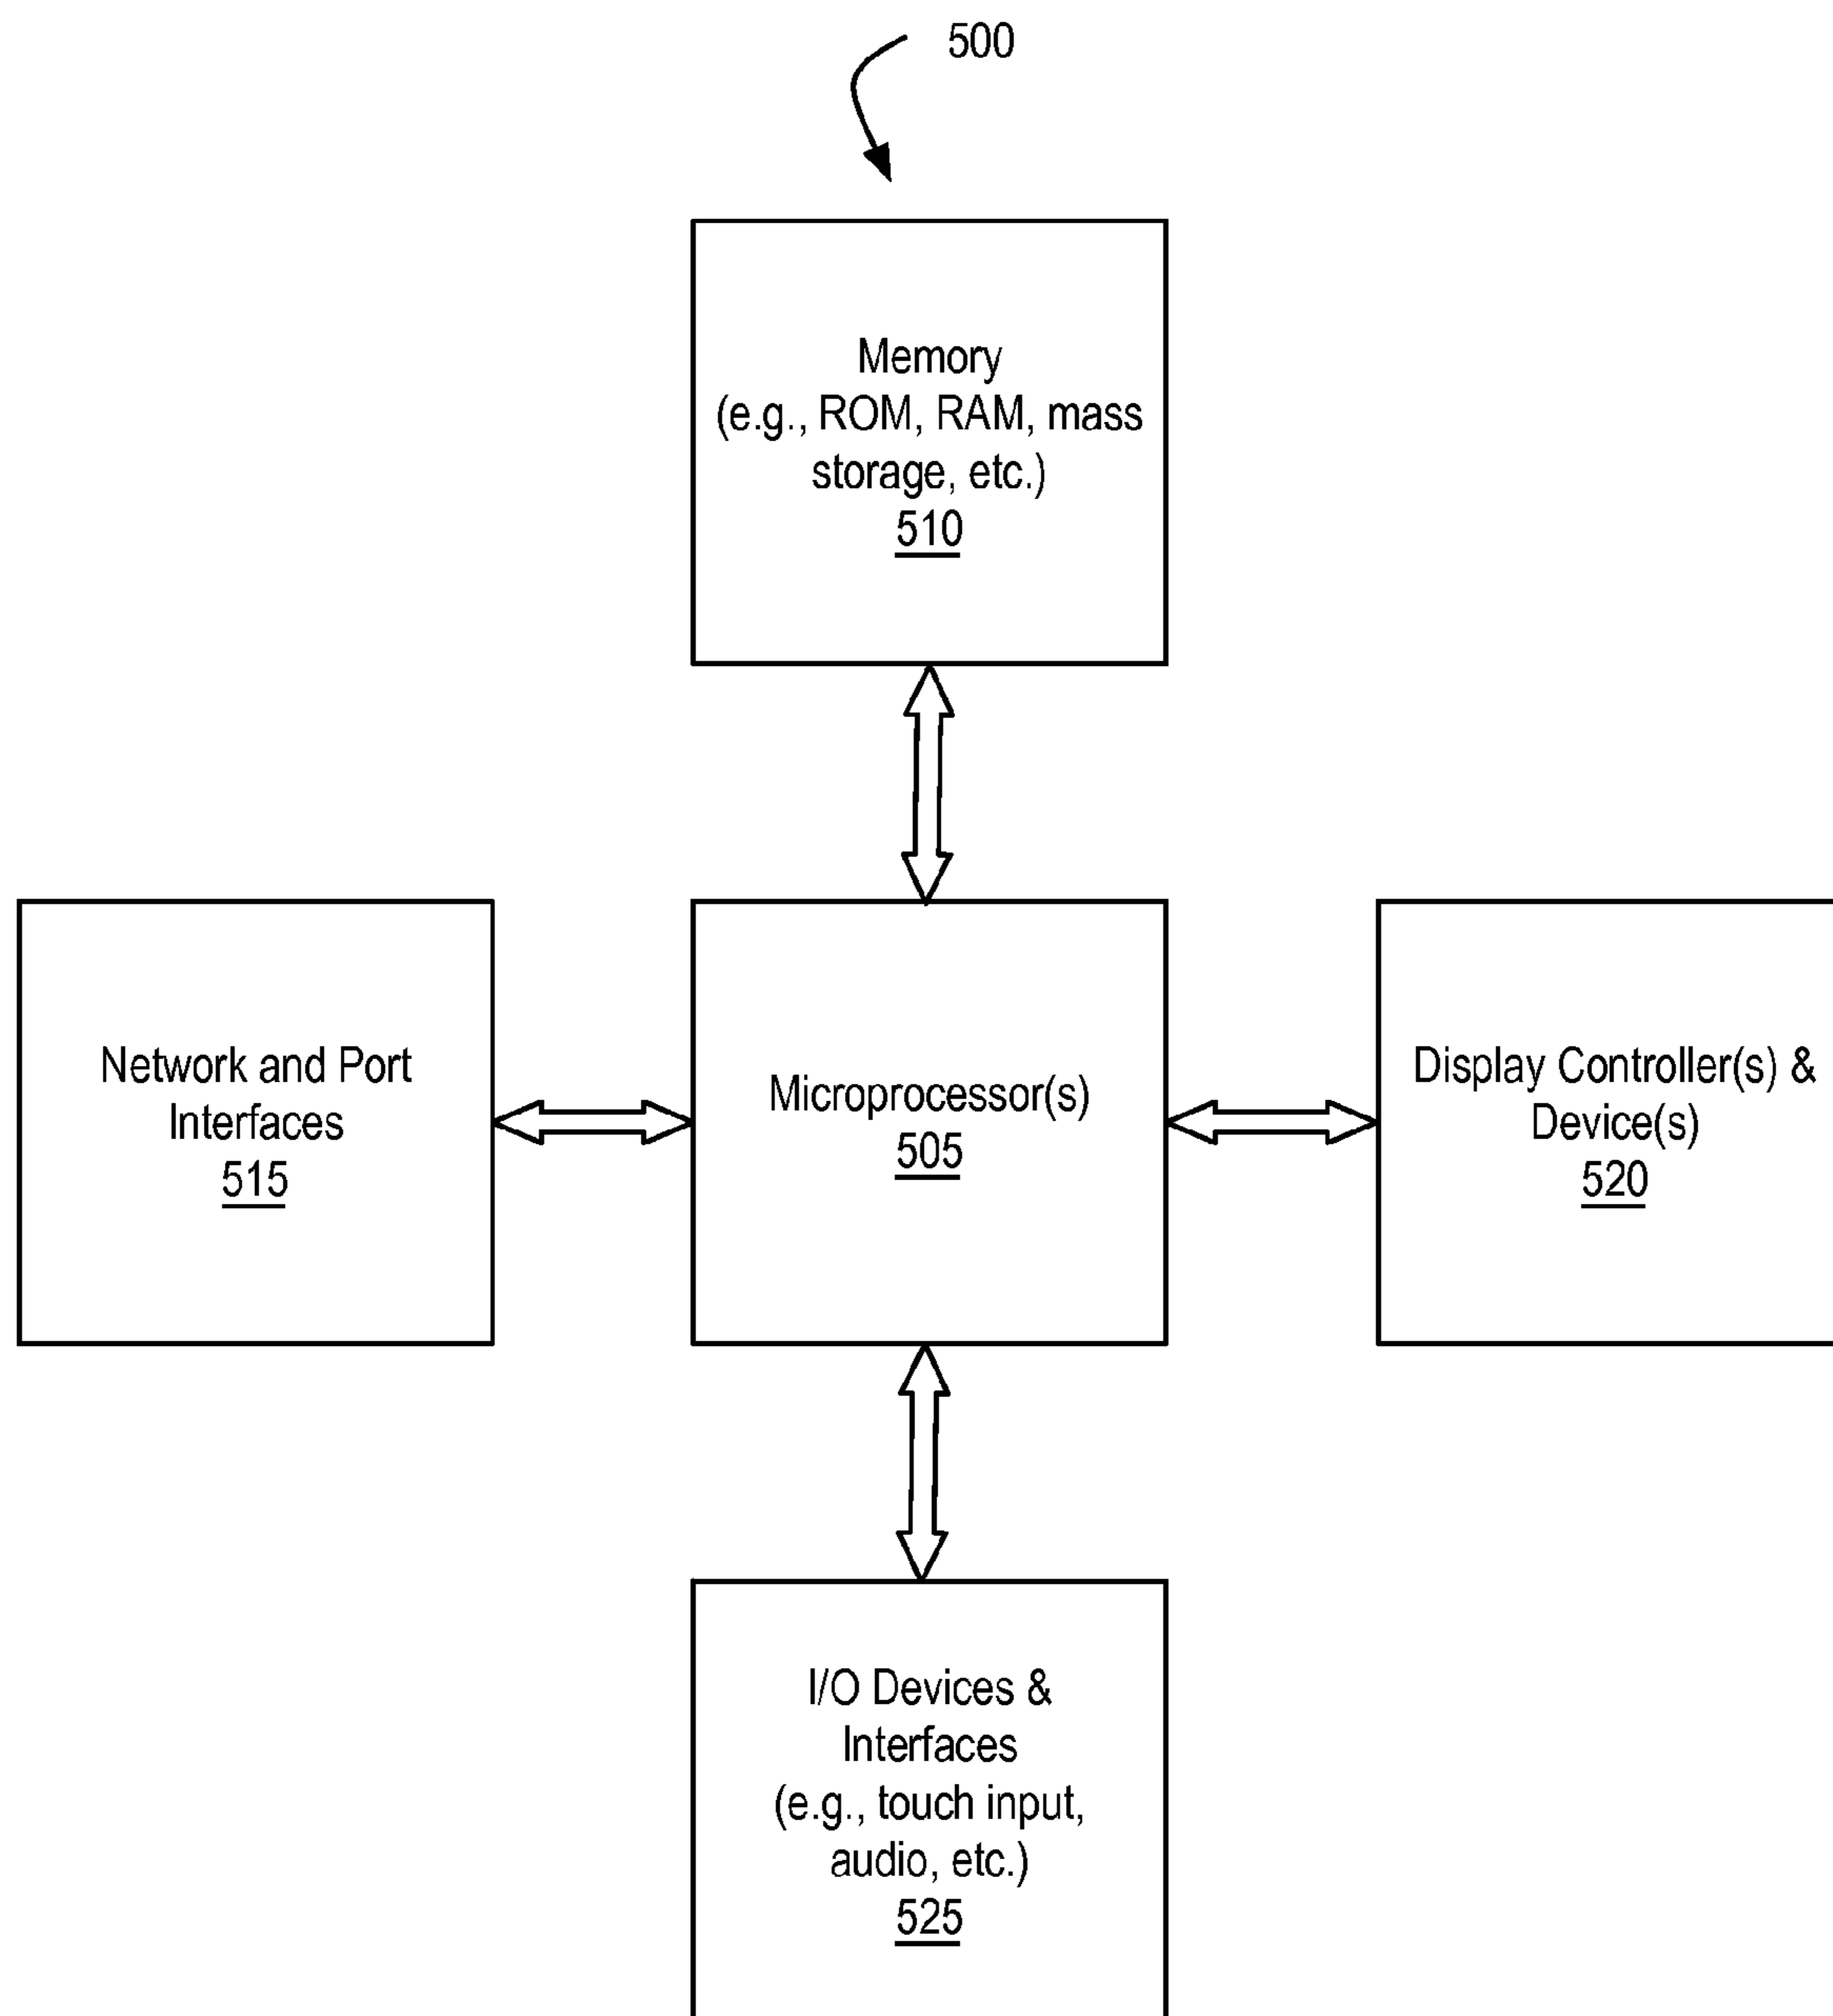 500
Memory
(e.g., ROM, RAM, mass
storage, etc.)
510
Network and Port
Interfaces
515
Microprocessor(s)
505
Display Controller(s) &
Device(s)
520
I/O Devices &
Interfaces
(e.g., touch input,
audio, etc.)
525